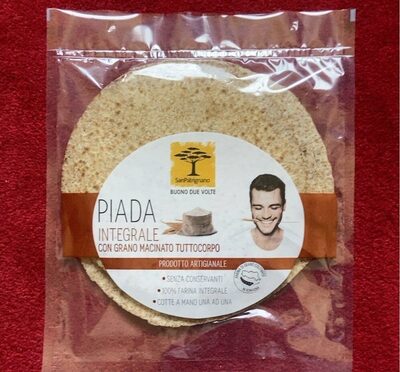 SanPatrignano
BUONO DUE VOLTE
PIADA
INTEGRALE
CON GRANO MACINATO TUTTOCORPO
PRODOTTO ARTIGIANALE
• SENZA CONSERVANTI
• 100% FARINA INTEGRALE
• COTTE A MANO UNA AD UNA